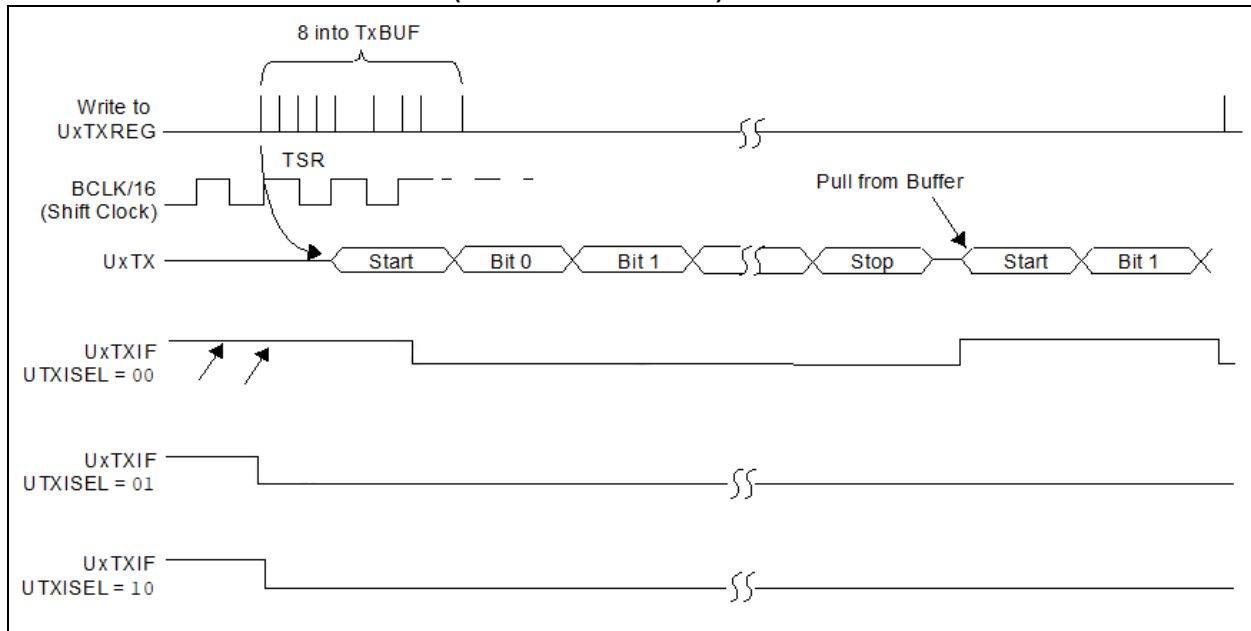 8 into TxBUF
Write to
UxTXREG
TSR
BCLK/16
(Shift Clock)
Pull from Buffer
UxTX
Start
Bit 0
Bit 1
Stop
Start
Bit 1
UxTXIF
UTXISEL = 00
UxTXIF
UTXISEL = 01
UxTXIF
UTXISEL = 10